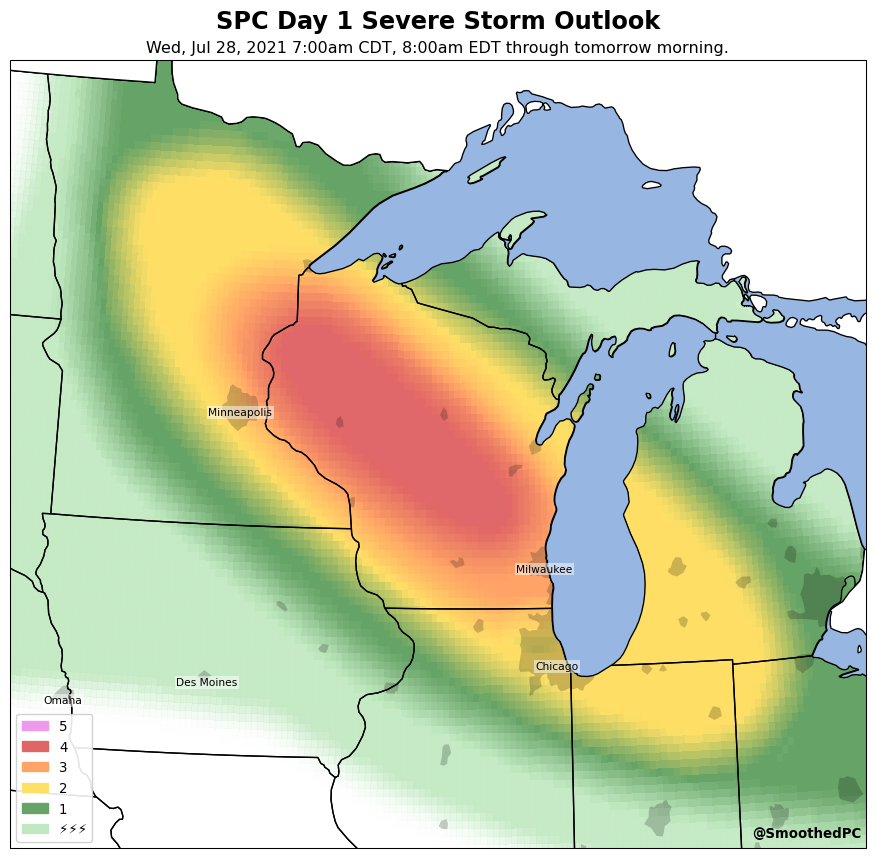 SPC Day 1 Severe Storm Outlook
Wed, Jul 28, 2021 7:00am CDT, 8:00am EDT through tomorrow morning.
Minneapolis
Milwaukee
Chicago
Des Moines
Omaha
5
4
3
2
1
⚡⚡⚡
@SmoothedPC